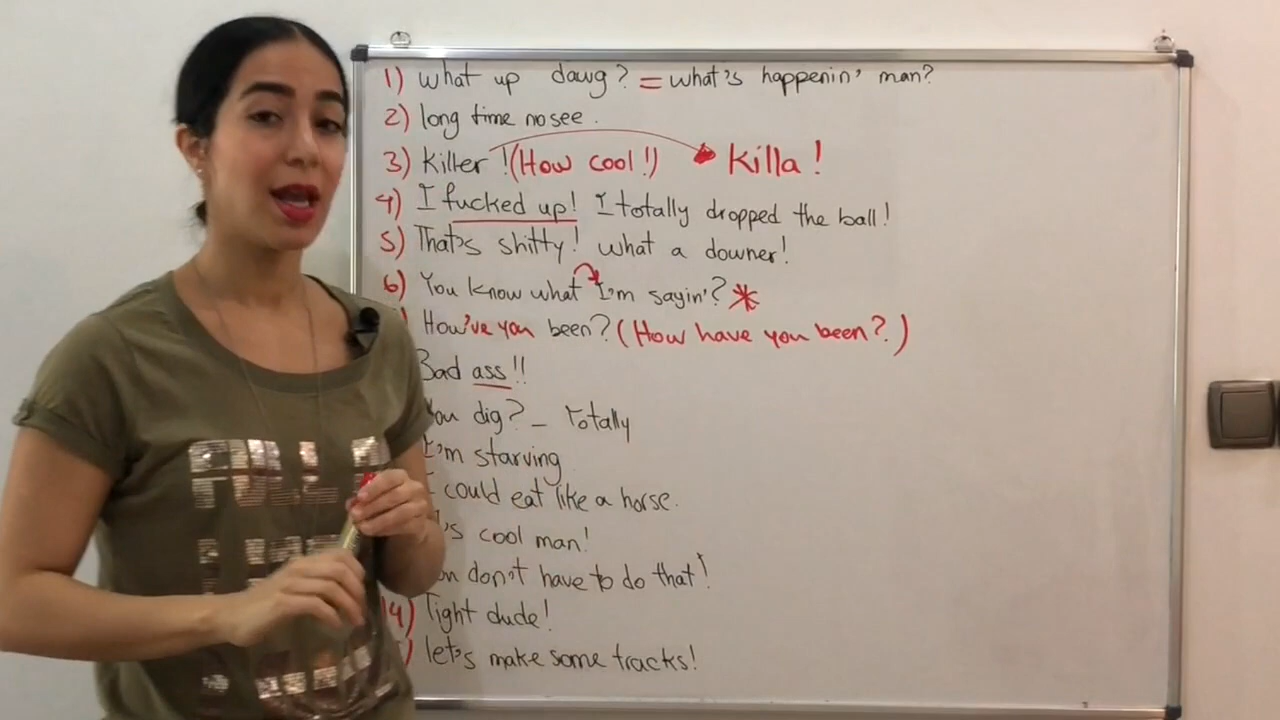 1) what up dawg? = what's happenin' man?
2) long time no see.
3) Killer! (How cool!) Killa!
4) I fucked up! I totally dropped the ball!
5) That's shitty! what a downer!
6) You know what I'm sayin'? *
How've you been? (How have you been?)
Bad ass!!
You dig? - Totally
I'm starving
I could eat like a horse.
's cool man!
don't have to do that!
14) Tight dude!
) let's make some tracks!